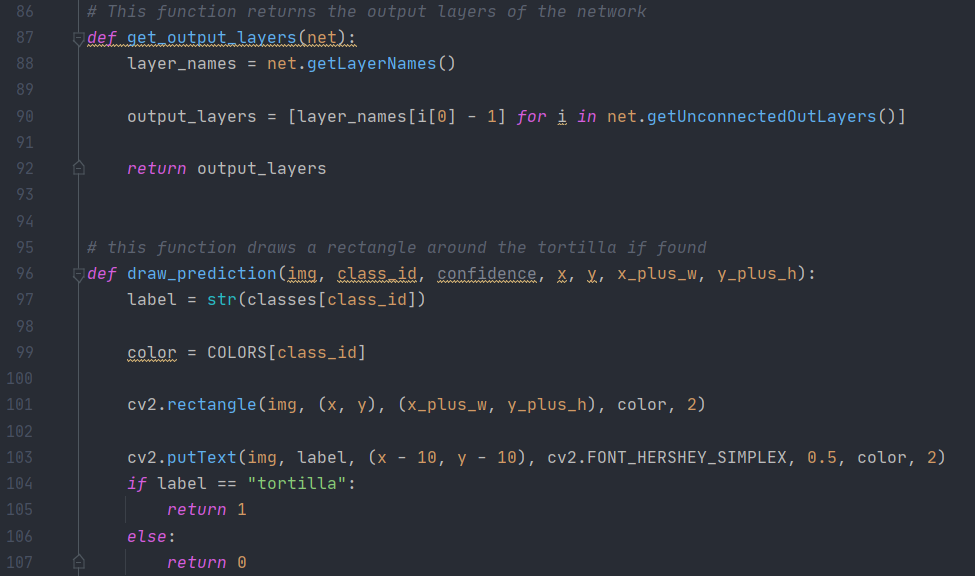 86 # This function returns the output layers of the network
87 def get_output_layers(net):
88 layer_names = net.getLayerNames()
89
90 output_layers = [layer_names[i[0] - 1] for i in net.getUnconnectedOutLayers()]
91
92 return output_layers
93
94
95 # this function draws a rectangle around the tortilla if found
96 def draw_prediction(img, class_id, confidence, x, y, x_plus_w, y_plus_h):
97 label = str(classes[class_id])
98
99 color = COLORS[class_id]
100
101 cv2.rectangle(img, (x, y), (x_plus_w, y_plus_h), color, 2)
102
103 cv2.putText(img, label, (x - 10, y - 10), cv2.FONT_HERSHEY_SIMPLEX, 0.5, color, 2)
104 if label == "tortilla":
105 return 1
106 else:
107 return 0